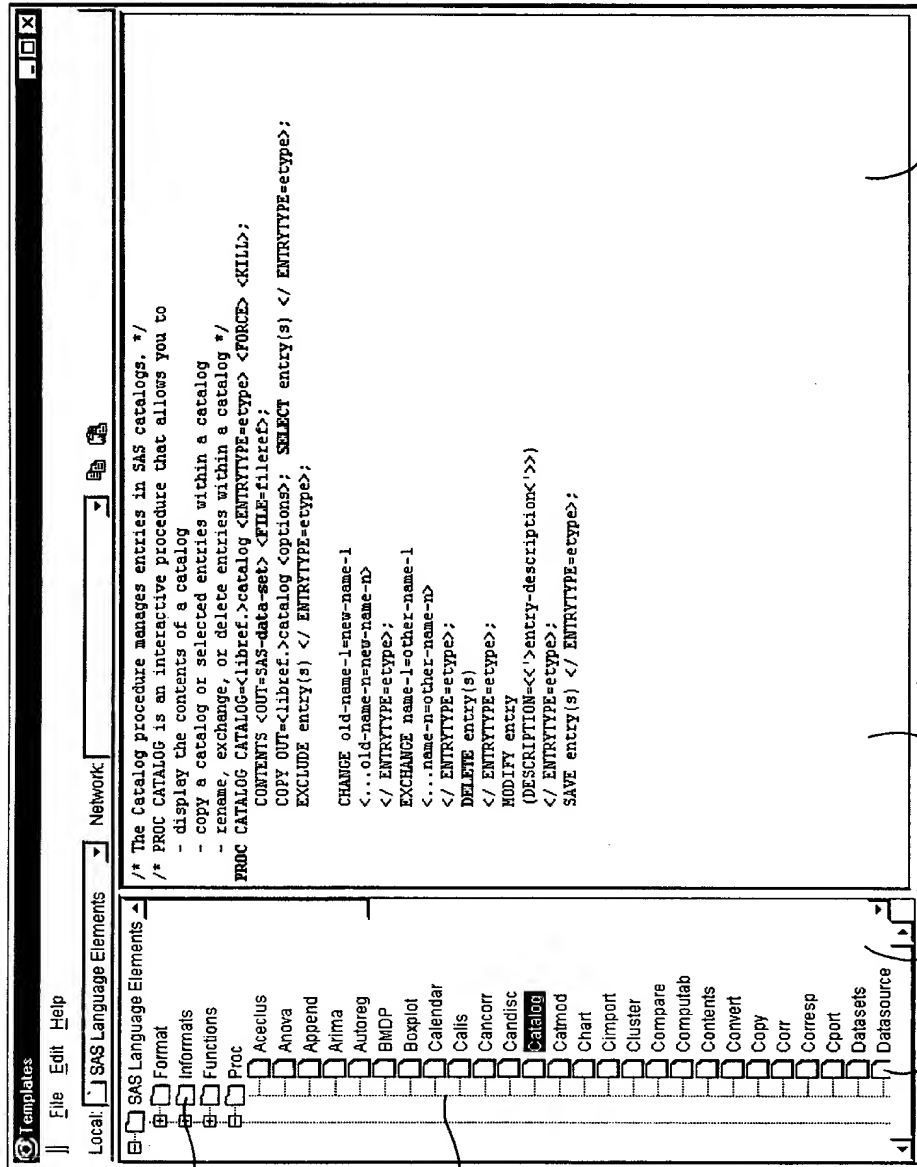 Templates
File Edit Help
Local: SAS Language Elements Network:
SAS Language Elements
Format
Informats
Functions
Proc
Aceclus
Anova
Append
Arima
Autoreg
BMDP
Boxplot
Calendar
Calis
Cancorr
Candisc
Catalog
Catmod
Chart
Cimport
Cluster
Compare
Computab
Contents
Convert
Copy
Corr
Corresp
Cport
Datasets
Datasource
/* The Catalog procedure manages entries in SAS catalogs. */
/* PROC CATALOG is an interactive procedure that allows you to
- display the contents of a catalog
- copy a catalog or selected entries within a catalog
- rename, exchange, or delete entries within a catalog */
PROC CATALOG CATALOG=<libref.>catalog <ENTRYTYPE=etype> <FORCE> <KILL>;
CONTENTS <OUT=SAS-data-set> <FILE=fileref>;
COPY OUT=<libref.>catalog <options>; SELECT entry(s) </ ENTRYTYPE=etype>;
EXCLUDE entry(s) </ ENTRYTYPE=etype>;
CHANGE old-name-1=new-name-1
<...old-name-n=new-name-n>
</ ENTRYTYPE=etype>;
EXCHANGE name-1=other-name-1
<...name-n=other-name-n>
</ ENTRYTYPE=etype>;
DELETE entry(s)
</ ENTRYTYPE=etype>;
MODIFY entry
(DESCRIPTION=<<'>entry-description<'>>)
</ ENTRYTYPE=etype>;
SAVE entry(s) </ ENTRYTYPE=etype>;